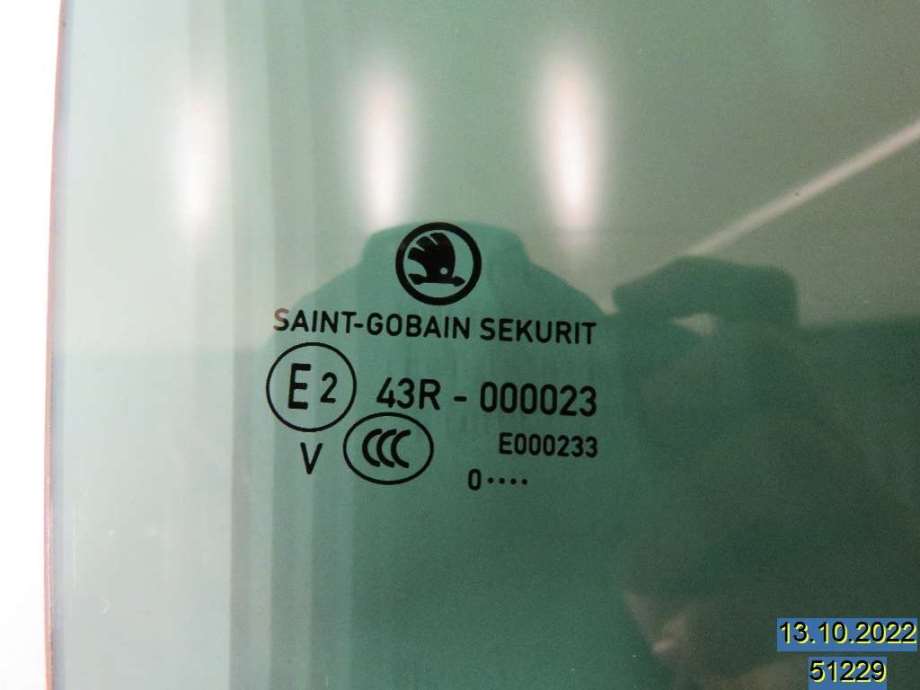 SAINT-GOBAIN SEKURIT
E2 43R - 000023
V CCC E000233
0····
13.10.2022
51229